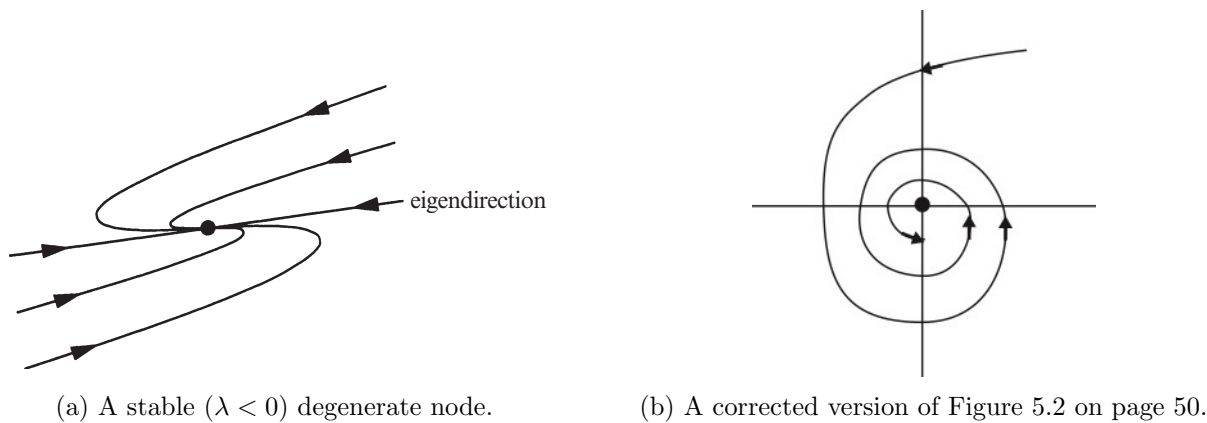 eigendirection
(a) A stable (λ < 0) degenerate node.
(b) A corrected version of Figure 5.2 on page 50.